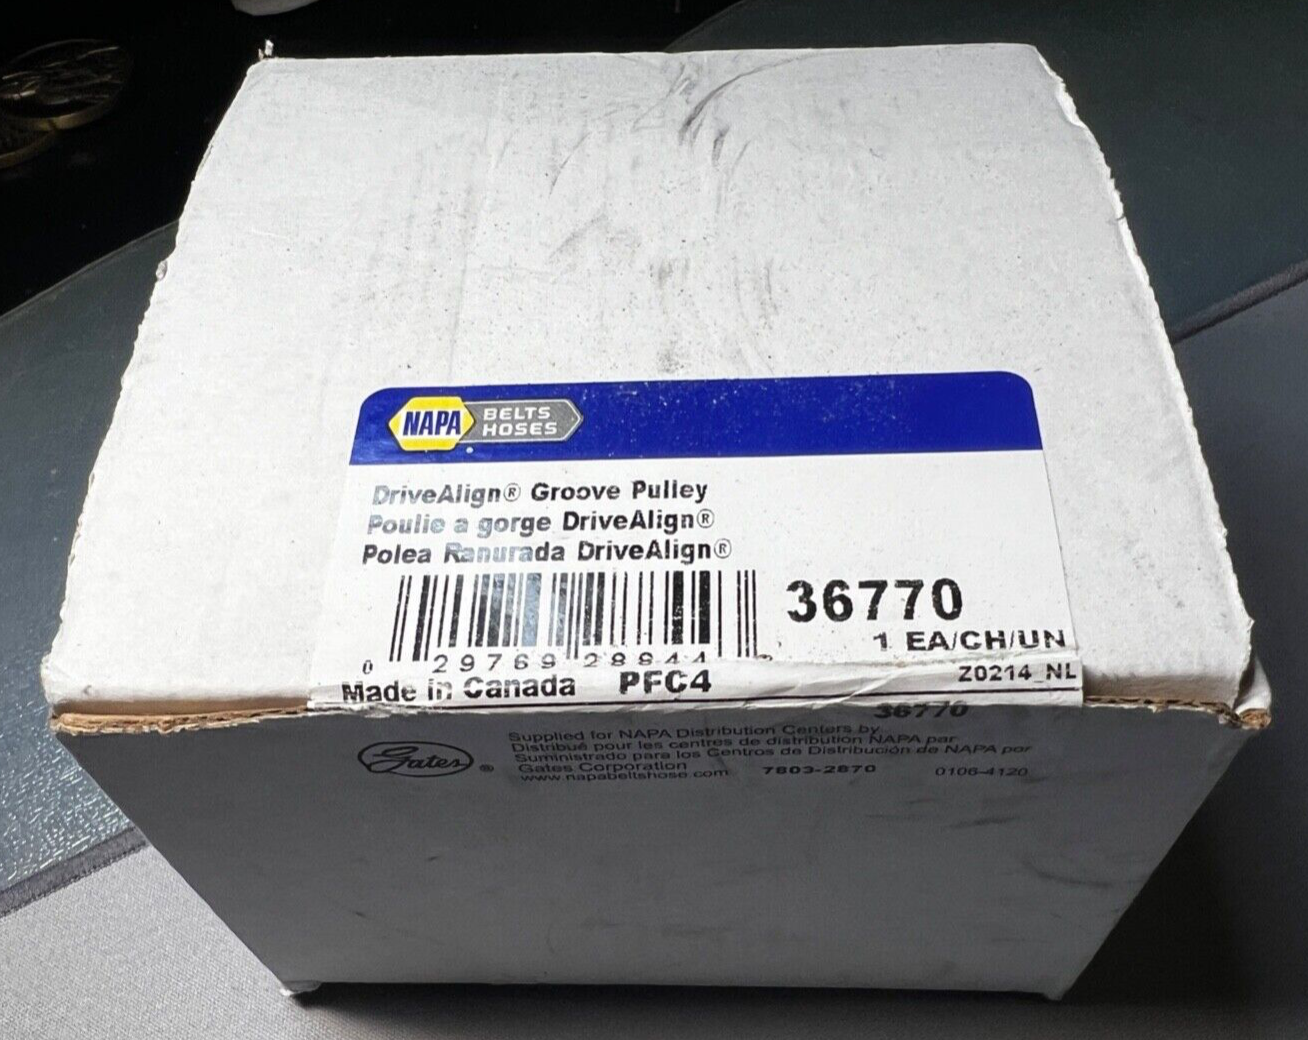 NAPA BELTS HOSES
DriveAlign® Groove Pulley
Poulie a gorge DriveAlign®
Polea Ranurada DriveAlign®
36770
1 EA/CH/UN
0 29769 28944
Made in Canada PFC4
Z0214 NL
36770
Gates®
Supplied for NAPA Distribution Centers by
Distribué pour les centres de distribution NAPA par
Suministrado para los Centros de Distribución de NAPA por
Gates Corporation
www.napabeltshose.com 7803-2870 0106-4120